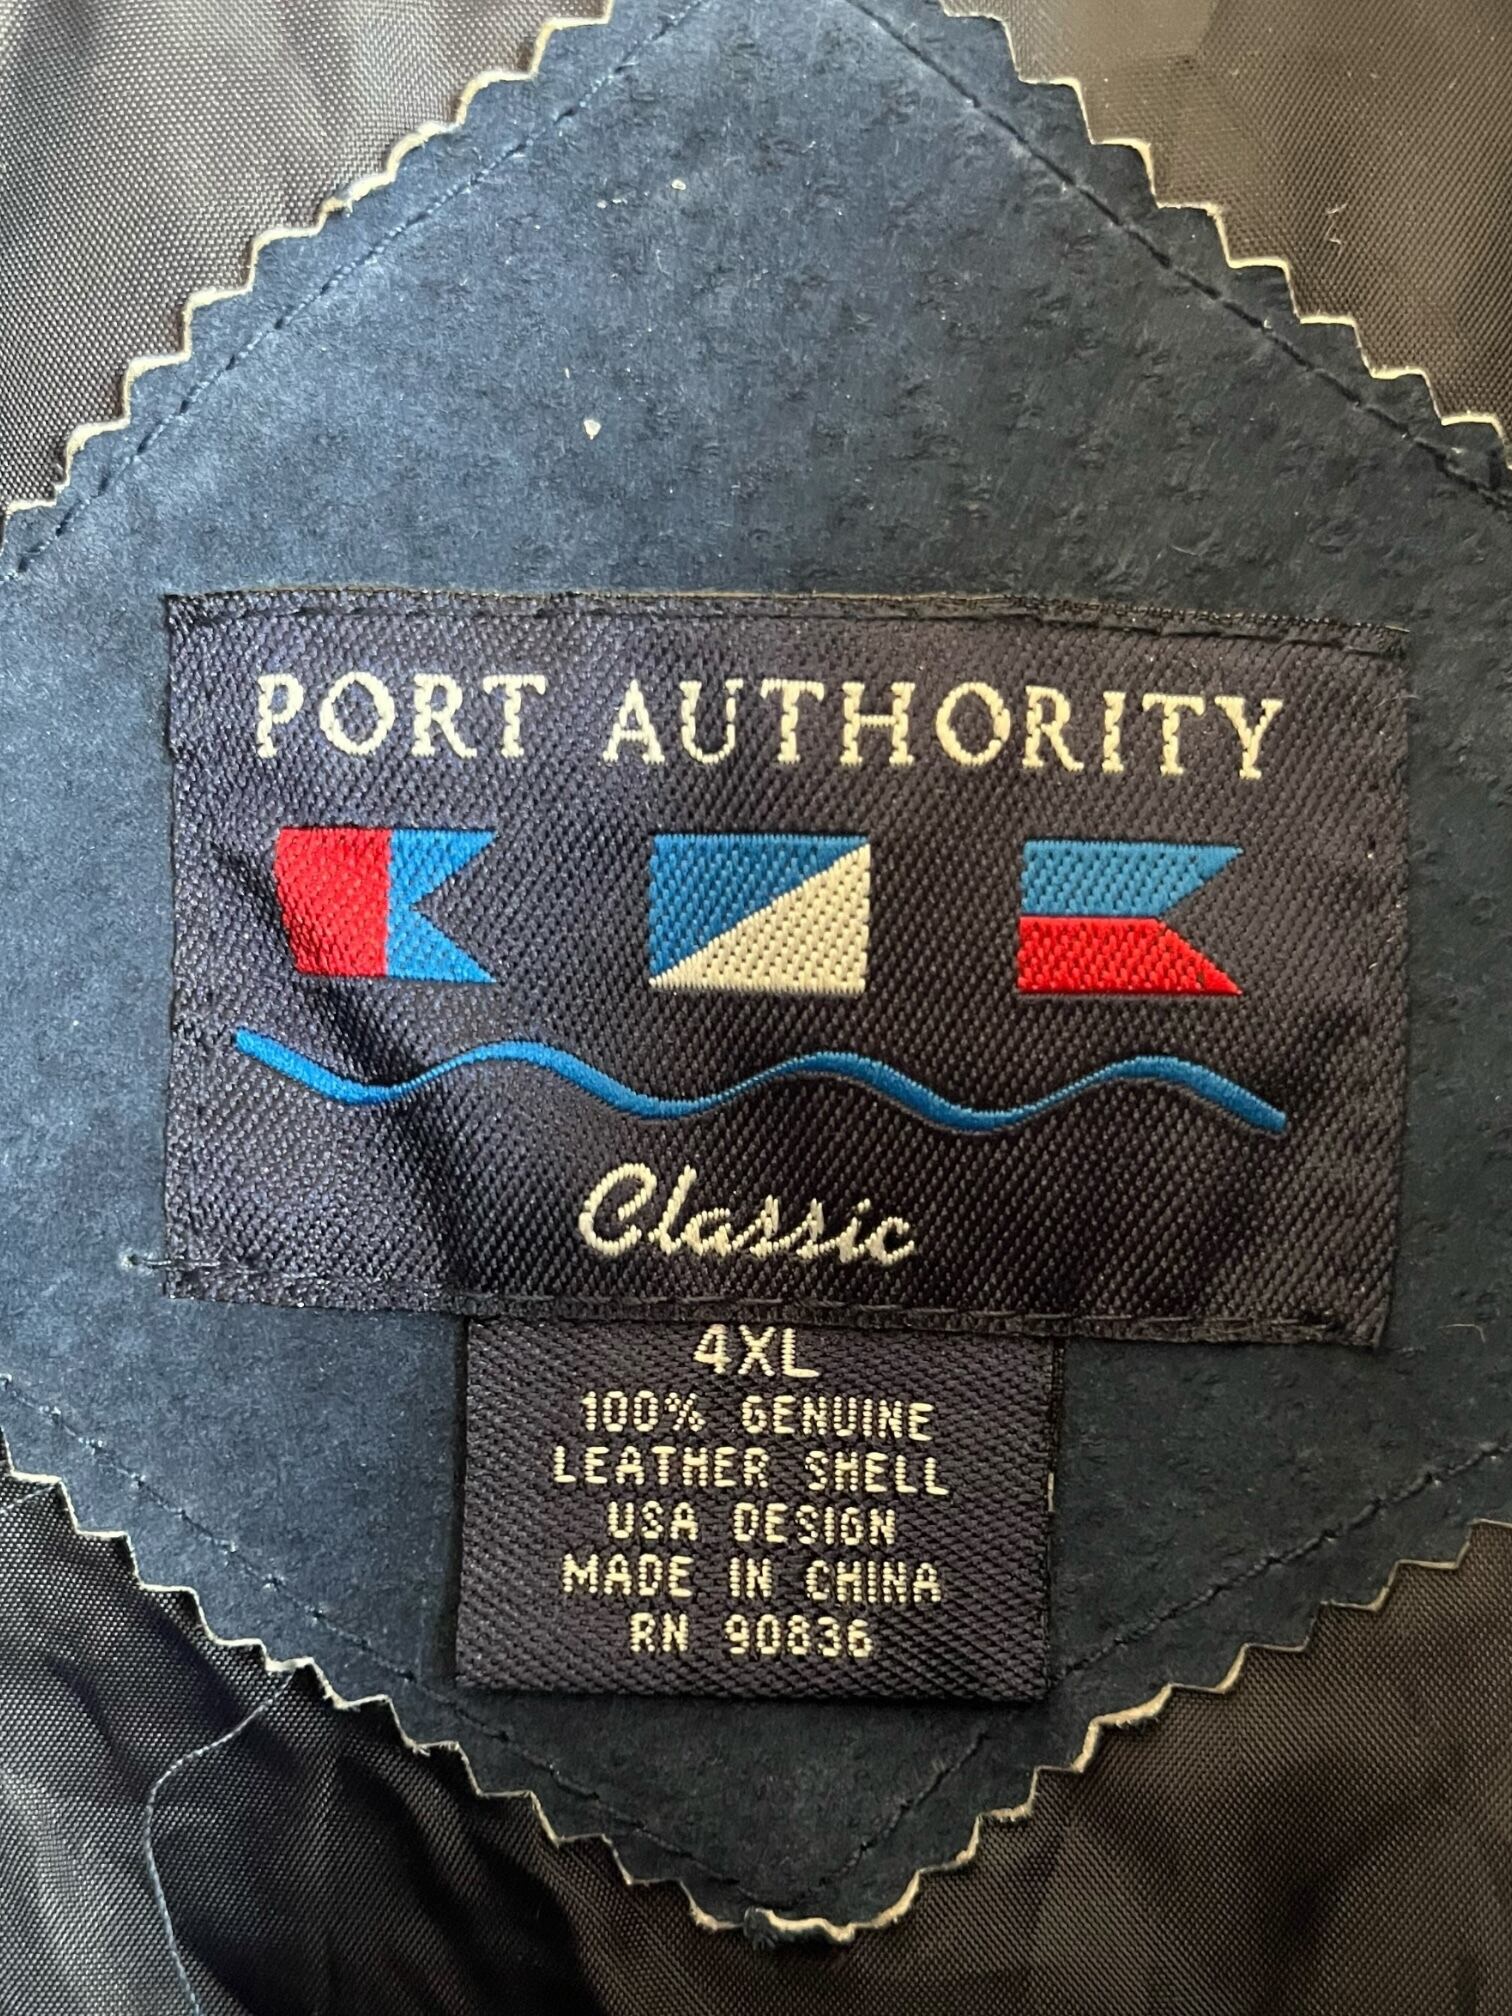 PORT AUTHORITY
Classic
4XL
100% GENUINE
LEATHER SHELL
USA DESIGN
MADE IN CHINA
RN 90836